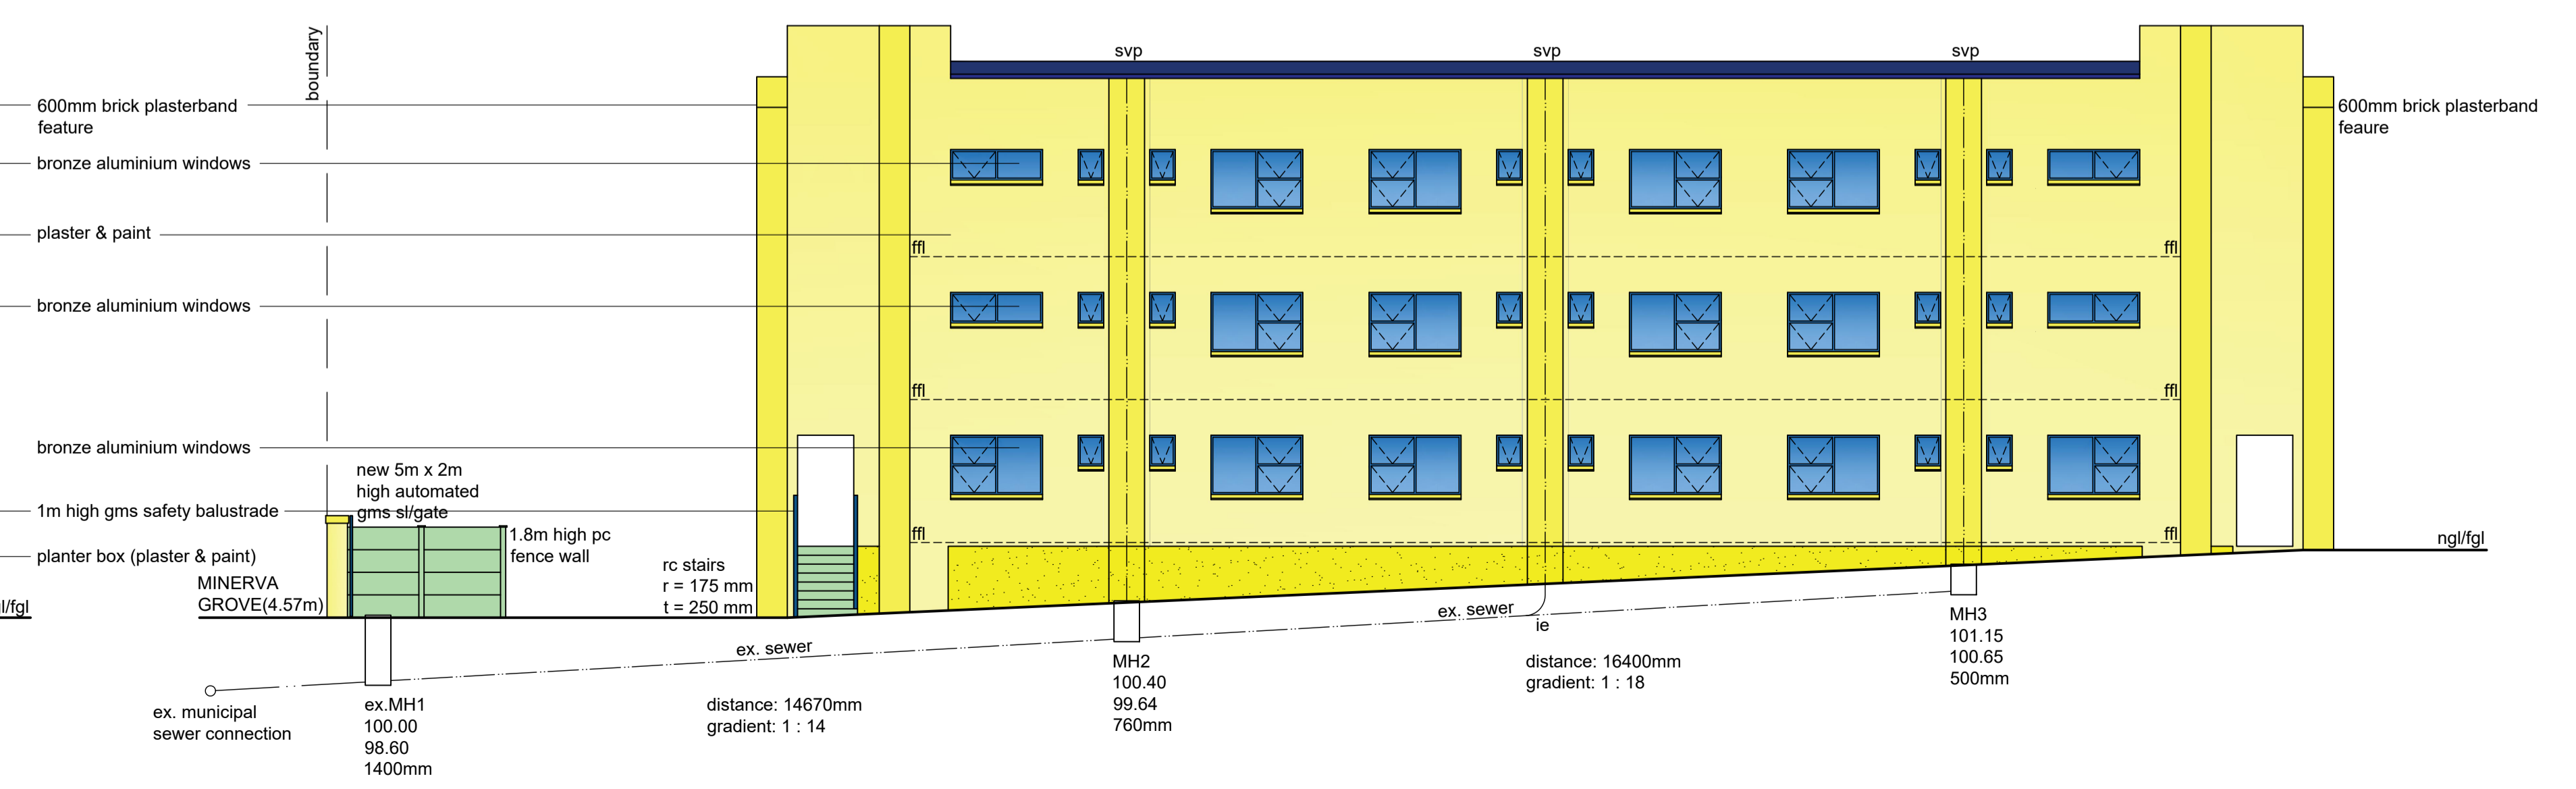 boundary
svp
svp
svp
600mm brick plasterband
feature
600mm brick plasterband
feaure
bronze aluminium windows
plaster & paint
ffl
ffl
bronze aluminium windows
ffl
ffl
bronze aluminium windows
new 5m x 2m
high automated
gms sl/gate
1m high gms safety balustrade
1.8m high pc
fence wall
ffl
ffl
ngl/fgl
planter box (plaster & paint)
rc stairs
r = 175 mm
t = 250 mm
MINERVA
GROVE(4.57m)
l/fgl
ex. sewer
ie
ex. sewer
MH3
101.15
100.65
500mm
MH2
100.40
99.64
760mm
distance: 16400mm
gradient: 1 : 18
distance: 14670mm
gradient: 1 : 14
ex. municipal
sewer connection
ex.MH1
100.00
98.60
1400mm